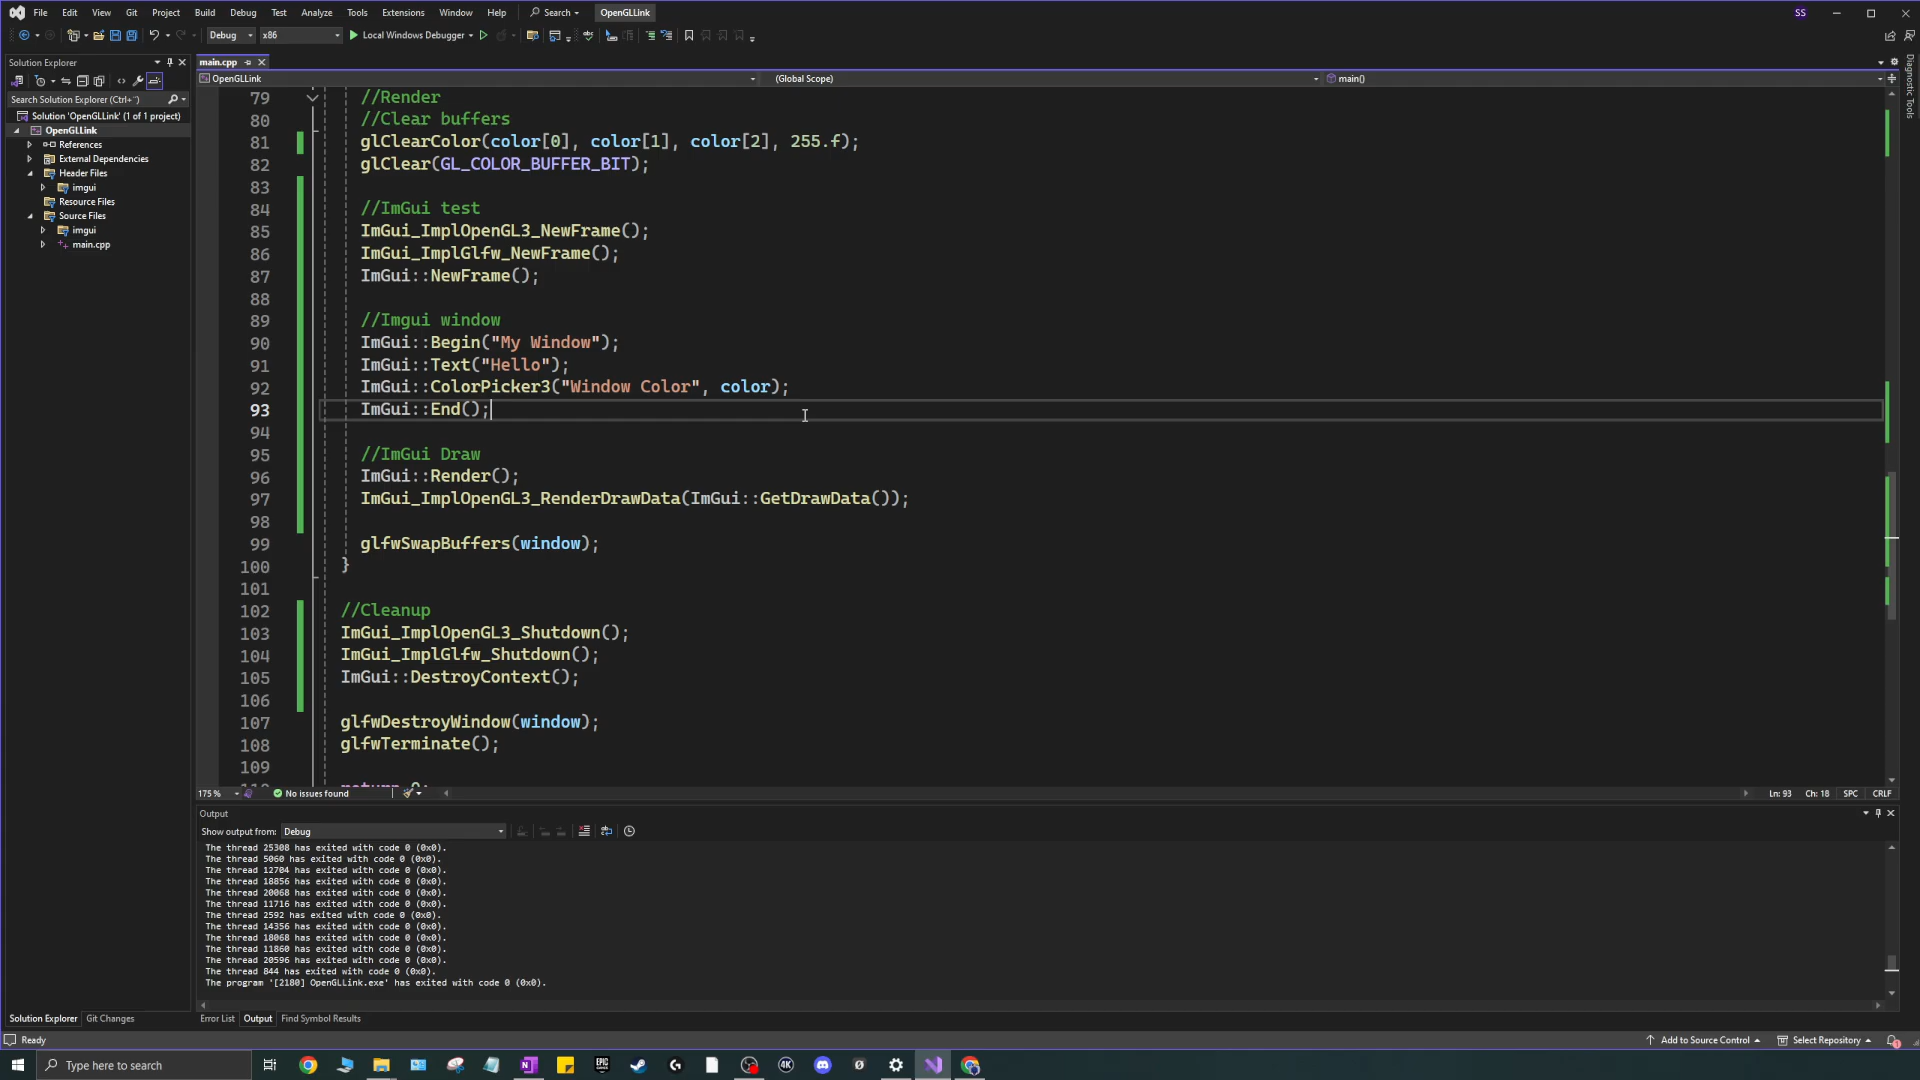 File Edit View Git Project Build Debug Test Analyze Tools Extensions Window Help Search OpenGLLink SS
Debug x86 Local Windows Debugger
Solution Explorer
Search Solution Explorer (Ctrl+¨)
Solution 'OpenGLLink' (1 of 1 project)
OpenGLLink
References
External Dependencies
Header Files
imgui
Resource Files
Source Files
imgui
main.cpp
main.cpp
OpenGLLink (Global Scope) main()
79 //Render
80 //Clear buffers
81 glClearColor(color[0], color[1], color[2], 255.f);
82 glClear(GL_COLOR_BUFFER_BIT);
83
84 //ImGui test
85 ImGui_ImplOpenGL3_NewFrame();
86 ImGui_ImplGlfw_NewFrame();
87 ImGui::NewFrame();
88
89 //Imgui window
90 ImGui::Begin("My Window");
91 ImGui::Text("Hello");
92 ImGui::ColorPicker3("Window Color", color);
93 ImGui::End();
94
95 //ImGui Draw
96 ImGui::Render();
97 ImGui_ImplOpenGL3_RenderDrawData(ImGui::GetDrawData());
98
99 glfwSwapBuffers(window);
100 }
101
102 //Cleanup
103 ImGui_ImplOpenGL3_Shutdown();
104 ImGui_ImplGlfw_Shutdown();
105 ImGui::DestroyContext();
106
107 glfwDestroyWindow(window);
108 glfwTerminate();
109
175 % No issues found Ln: 93 Ch: 18 SPC CRLF
Diagnostic Tools
Output
Show output from: Debug
The thread 25308 has exited with code 0 (0x0).
The thread 5060 has exited with code 0 (0x0).
The thread 12704 has exited with code 0 (0x0).
The thread 18856 has exited with code 0 (0x0).
The thread 20068 has exited with code 0 (0x0).
The thread 11716 has exited with code 0 (0x0).
The thread 2592 has exited with code 0 (0x0).
The thread 14356 has exited with code 0 (0x0).
The thread 18068 has exited with code 0 (0x0).
The thread 11860 has exited with code 0 (0x0).
The thread 20596 has exited with code 0 (0x0).
The thread 844 has exited with code 0 (0x0).
The program '[2180] OpenGLLink.exe' has exited with code 0 (0x0).
Solution Explorer Git Changes Error List Output Find Symbol Results
Ready Add to Source Control Select Repository
Type here to search